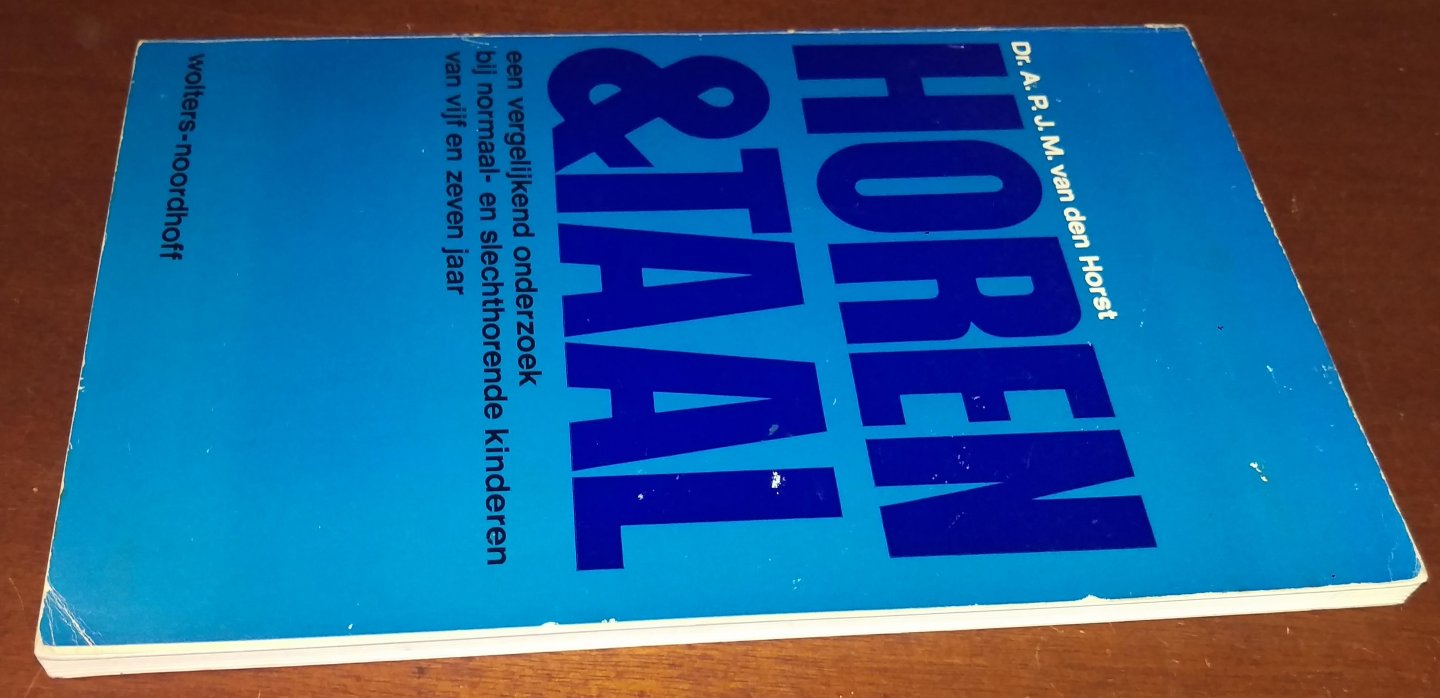 Dr. A. P. J. M. van den Horst
HOREN
& TAAL
een vergelijkend onderzoek
bij normaal- en slechthorende kinderen
van vijf en zeven jaar
wolters-noordhoff